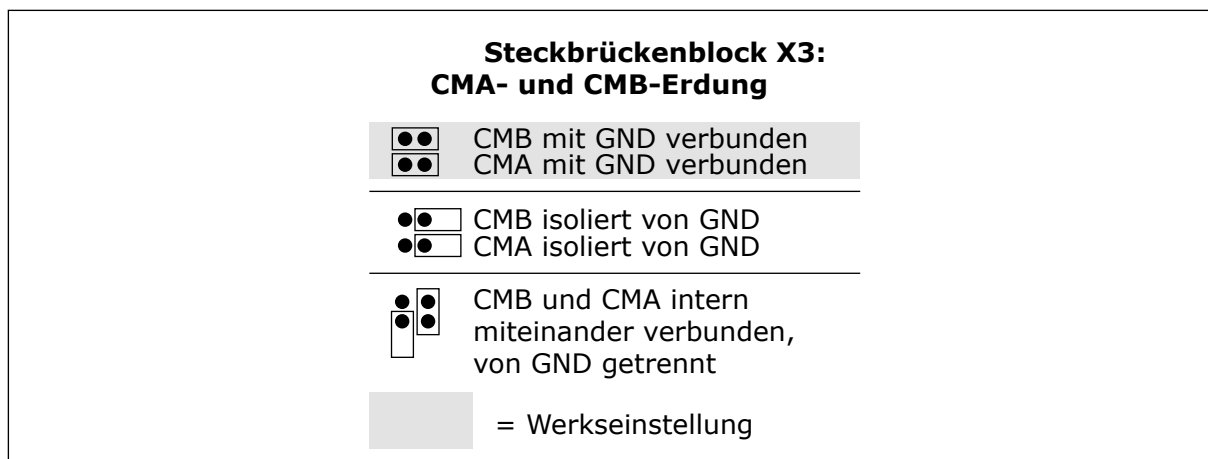 Steckbrückenblock X3:
CMA- und CMB-Erdung
CMB mit GND verbunden
CMA mit GND verbunden
CMB isoliert von GND
CMA isoliert von GND
CMB und CMA intern
miteinander verbunden,
von GND getrennt
= Werkseinstellung